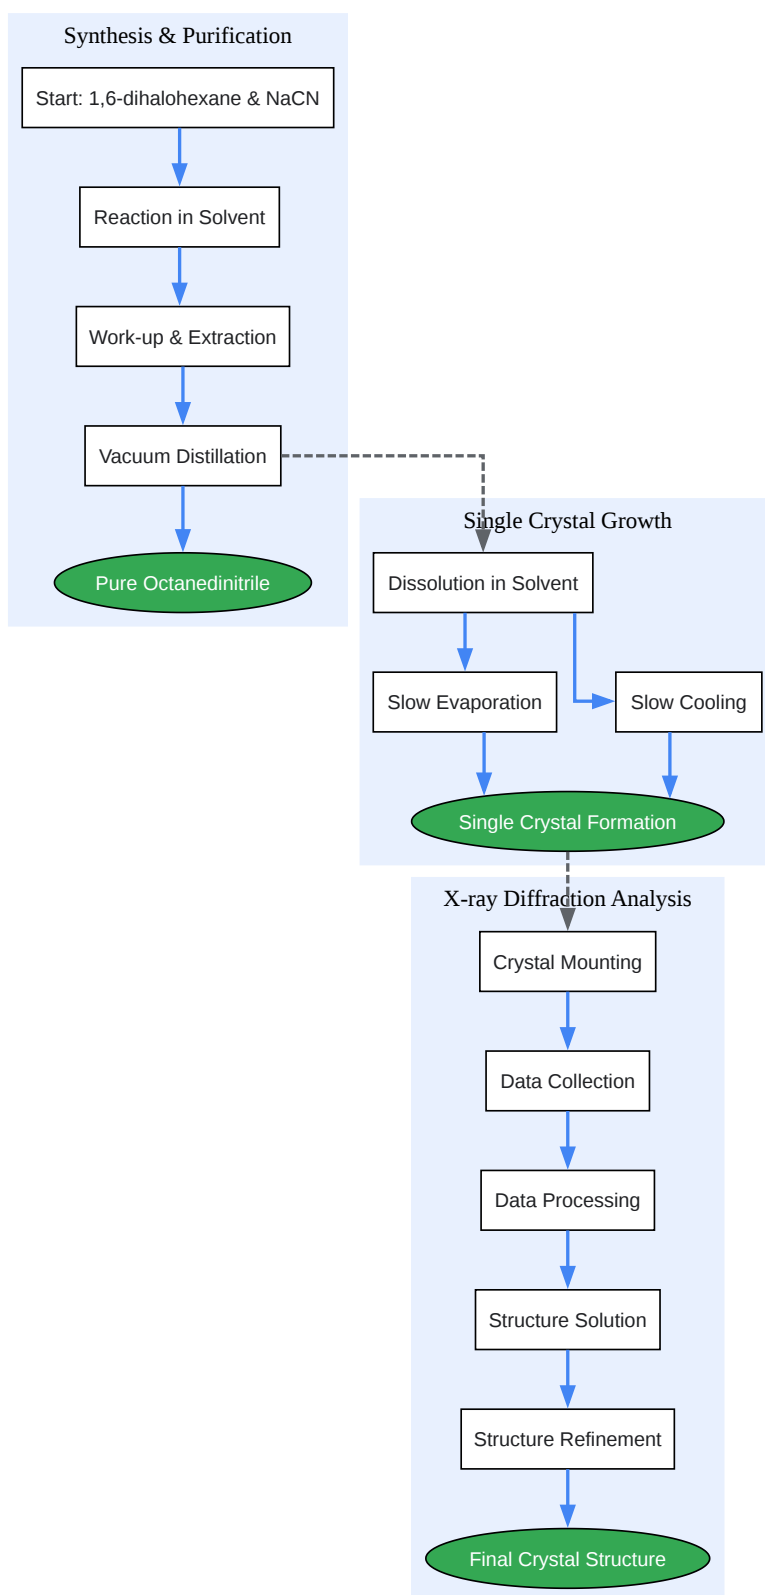 Synthesis & Purification
Start: 1,6-dihalohexane & NaCN
Reaction in Solvent
Work-up & Extraction
Vacuum Distillation
Pure Octanedinitrile
Single Crystal Growth
Dissolution in Solvent
Slow Evaporation
Slow Cooling
Single Crystal Formation
X-ray Diffraction Analysis
Crystal Mounting
Data Collection
Data Processing
Structure Solution
Structure Refinement
Final Crystal Structure